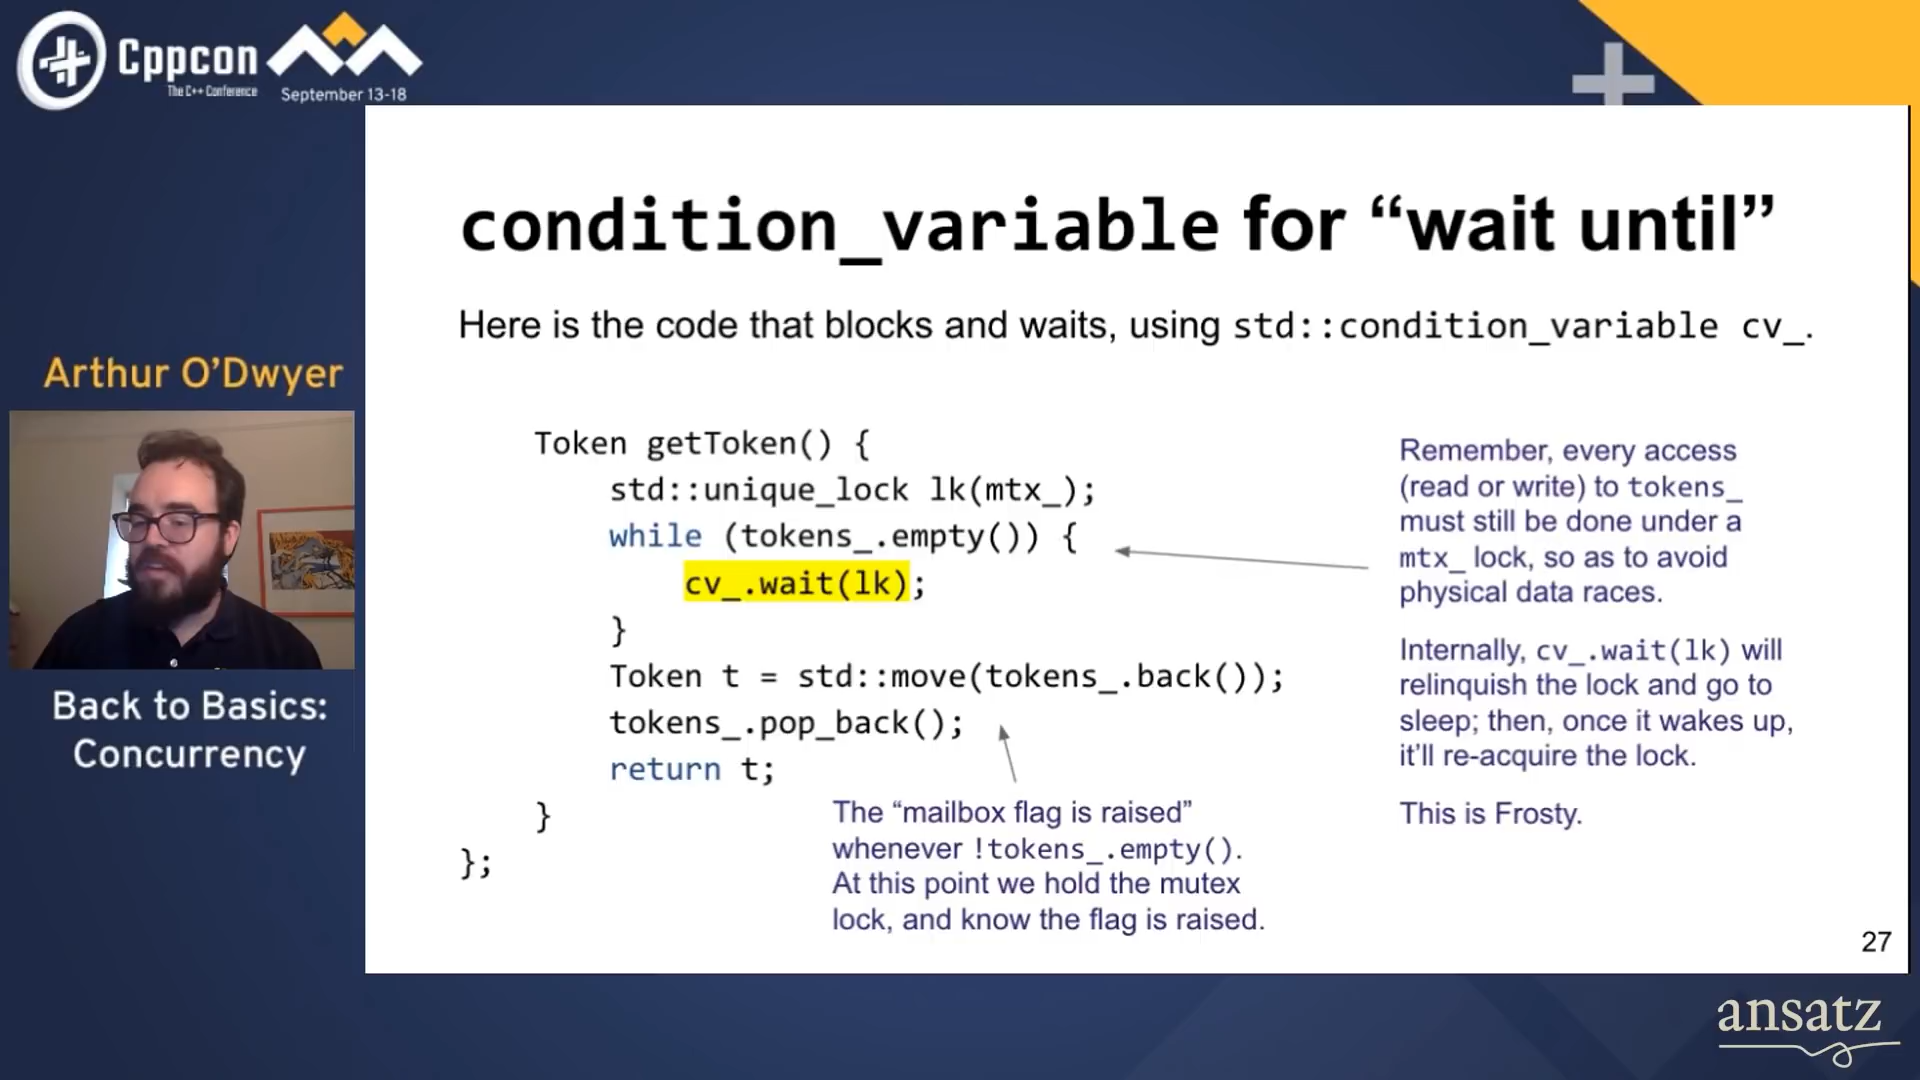 Cppcon
The C++ Conference
September 13-18
Arthur O'Dwyer
Back to Basics:
Concurrency
condition_variable for “wait until”
Here is the code that blocks and waits, using std::condition_variable cv_.
Token getToken() {
std::unique_lock lk(mtx_);
while (tokens_.empty()) {
cv_.wait(lk);
}
Token t = std::move(tokens_.back());
tokens_.pop_back();
return t;
}
};
Remember, every access
(read or write) to tokens_
must still be done under a
mtx_ lock, so as to avoid
physical data races.
Internally, cv_.wait(lk) will
relinquish the lock and go to
sleep; then, once it wakes up,
it’ll re-acquire the lock.
This is Frosty.
The “mailbox flag is raised”
whenever !tokens_.empty().
At this point we hold the mutex
lock, and know the flag is raised.
27
ansatz